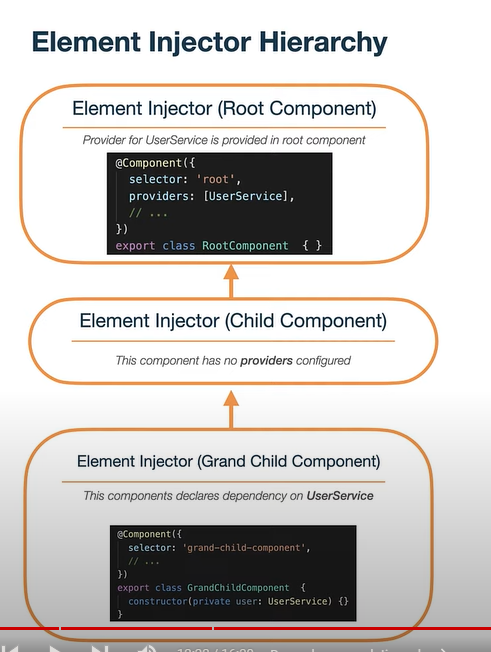 Element Injector Hierarchy
Element Injector (Root Component)
Provider for UserService is provided in root component
@Component({
selector: 'root',
providers: [UserService],
// ...
})
export class RootComponent { }
Element Injector (Child Component)
This component has no providers configured
Element Injector (Grand Child Component)
This components declares dependency on UserService
@Component({
selector: 'grand-child-component',
// ...
})
export class GrandChildComponent {
constructor(private user: UserService) {}
}